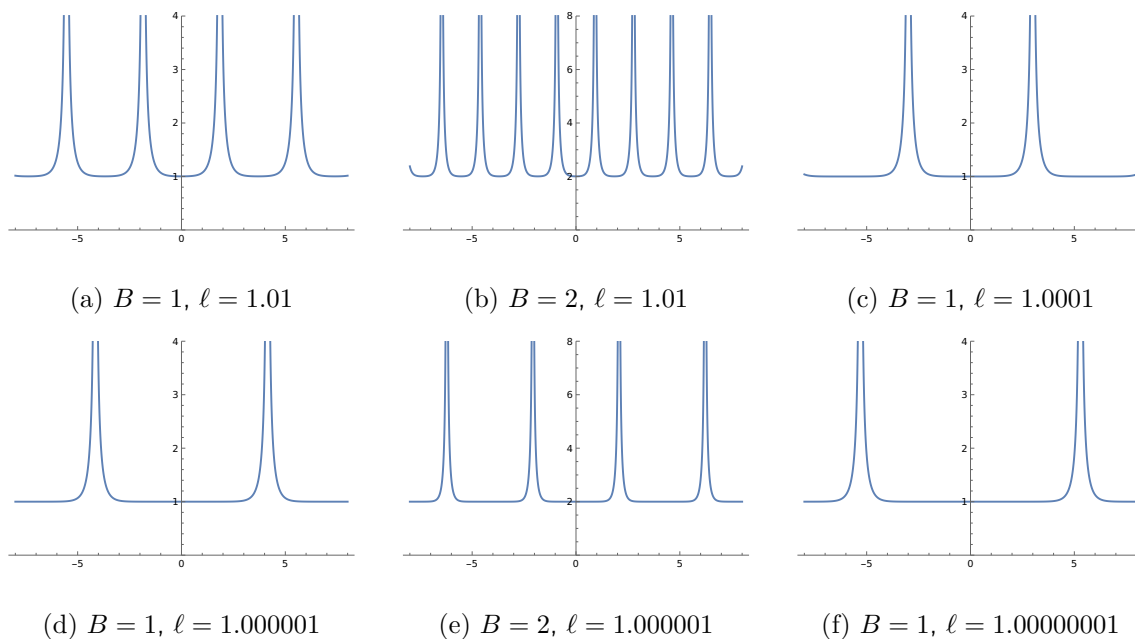 4 8 4
3 6 3
2 4 2
1 2 1
−5 0 5 −5 0 5 −5 0 5
(a) B = 1, ℓ = 1.01 (b) B = 2, ℓ = 1.01 (c) B = 1, ℓ = 1.0001
4 8 4
3 6 3
2 4 2
1 2 1
−5 0 5 −5 0 5 −5 0 5
(d) B = 1, ℓ = 1.000001 (e) B = 2, ℓ = 1.000001 (f) B = 1, ℓ = 1.00000001